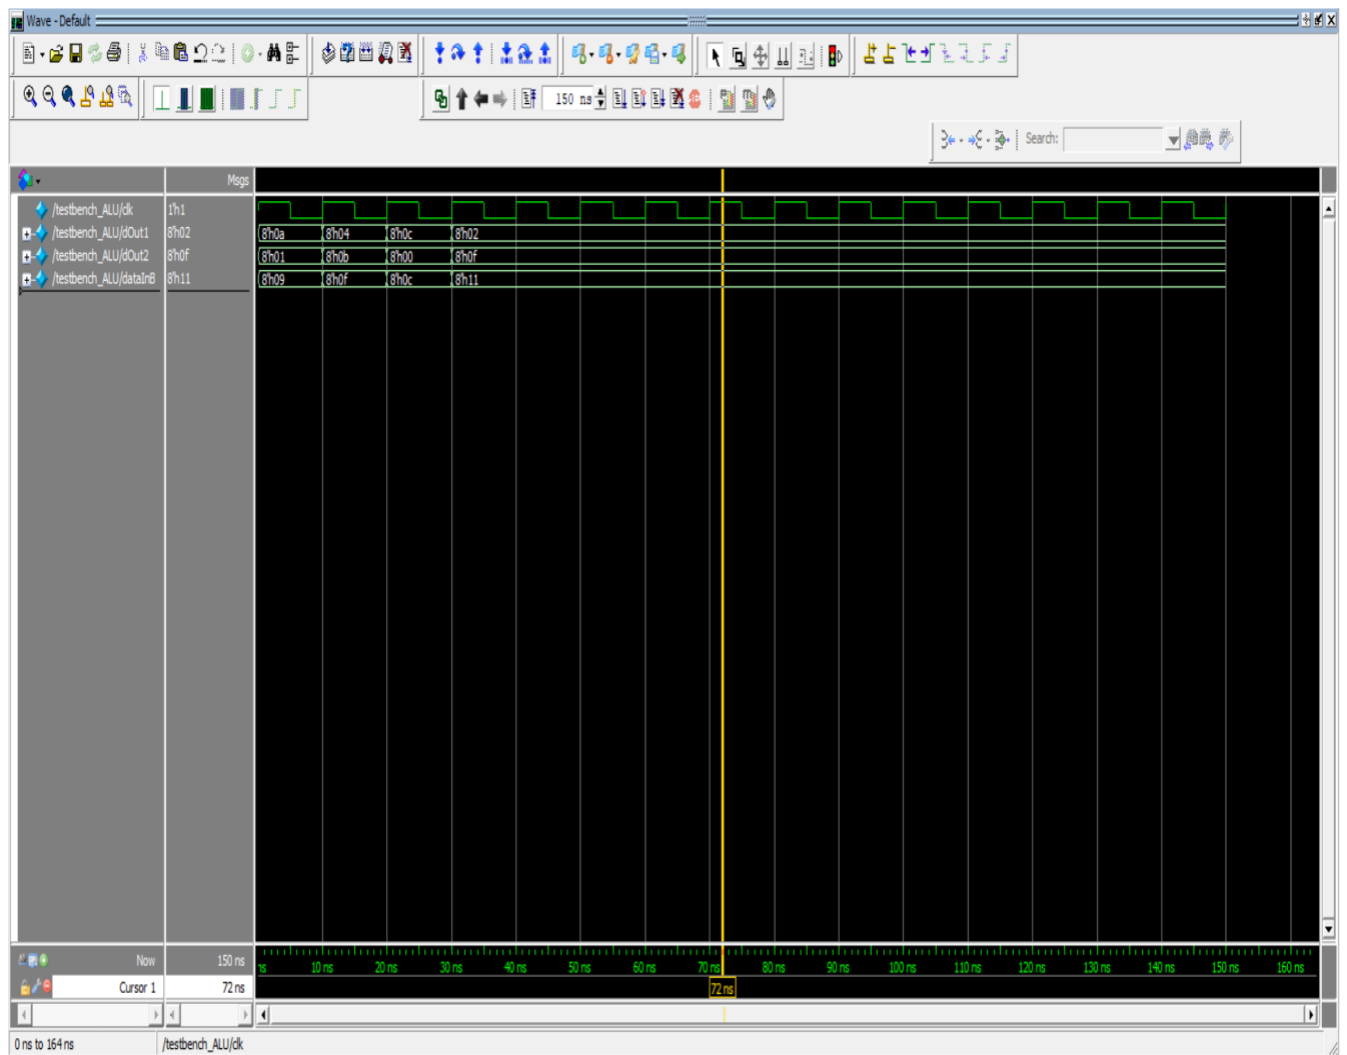 Wave - Default
150 ns
Search:
Msgs
/testbench_ALU/clk 1'h1
/testbench_ALU/dOut1 8'h02 8'h0a 8'h04 8'h0c 8'h02
/testbench_ALU/dOut2 8'h0f 8'h01 8'h0b 8'h00 8'h0f
/testbench_ALU/dataInB 8'h11 8'h09 8'h0f 8'h0c 8'h11
Now 150 ns ns 10 ns 20 ns 30 ns 40 ns 50 ns 60 ns 70 ns 80 ns 90 ns 100 ns 110 ns 120 ns 130 ns 140 ns 150 ns 160 ns
Cursor 1 72 ns 72 ns
0 ns to 164 ns /testbench_ALU/clk